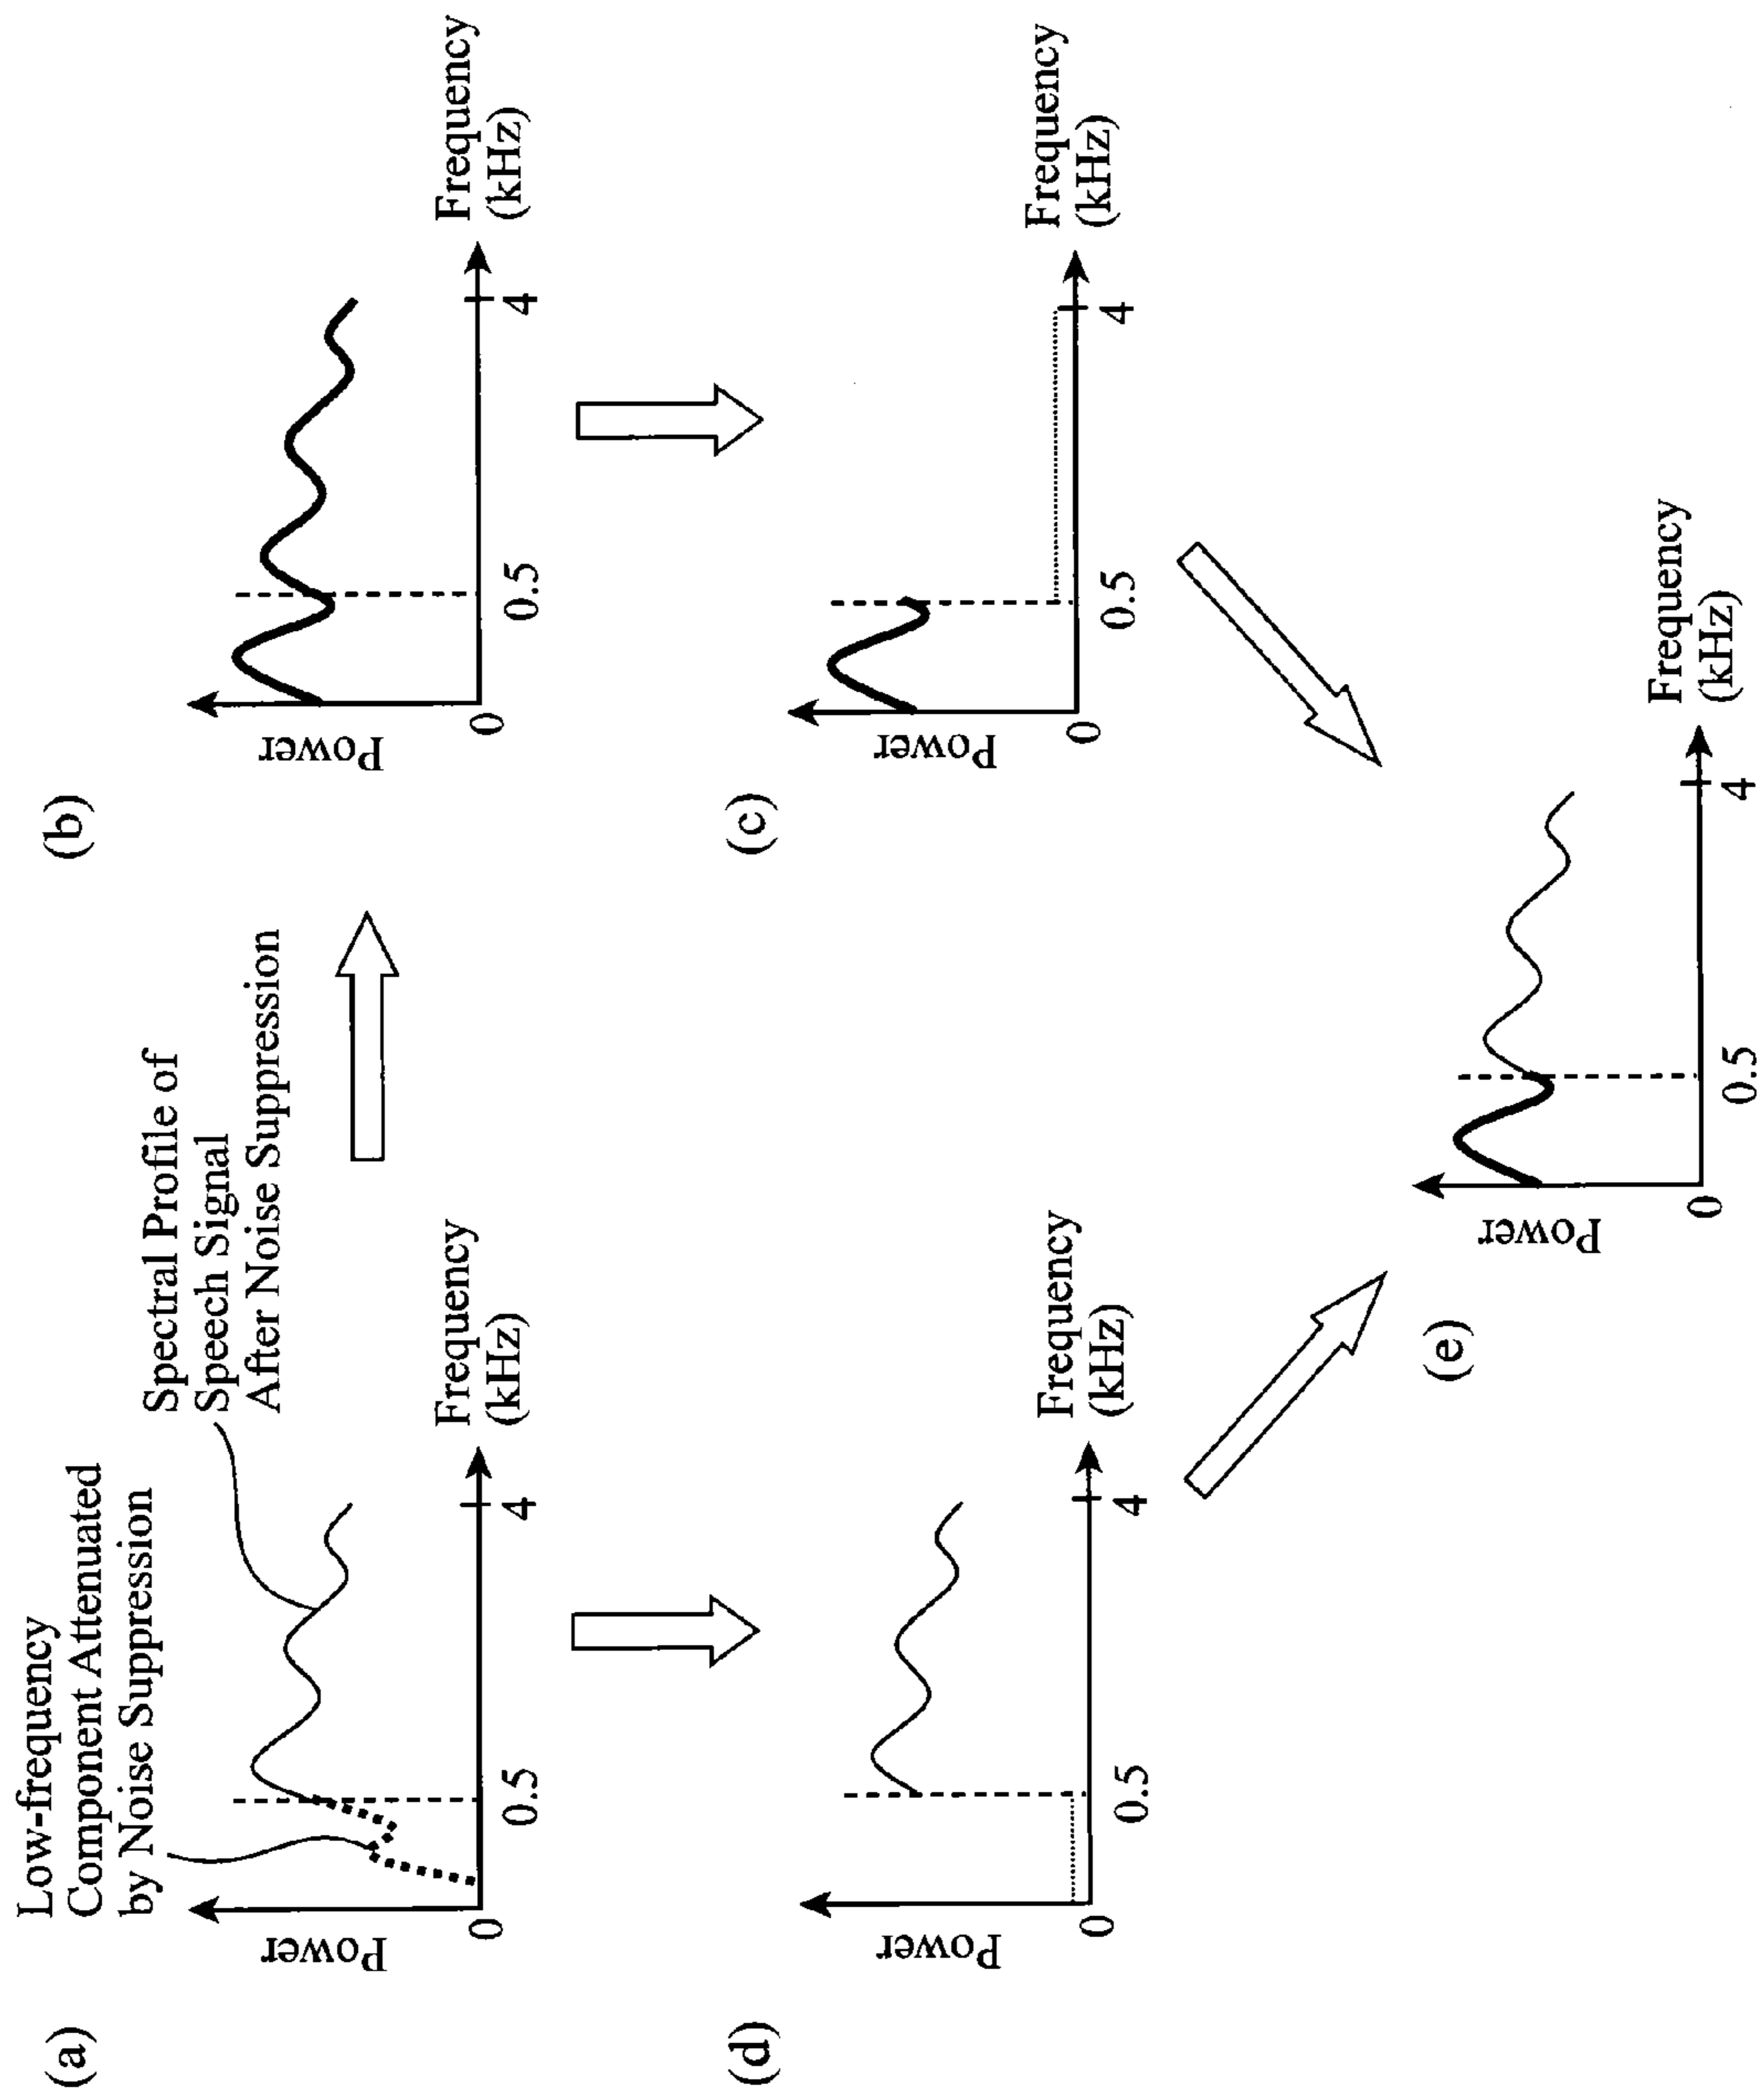 (a)
Low-frequency
Component Attenuated
by Noise Suppression
Spectral Profile of
Speech Signal
After Noise Suppression
Power
0
0.5
4
Frequency
(kHz)
(b)
Power
0
0.5
4
Frequency
(kHz)
(d)
Power
0
0.5
4
Frequency
(kHz)
(c)
Power
0
0.5
4
Frequency
(kHz)
(e)
Power
0
0.5
4
Frequency
(kHz)